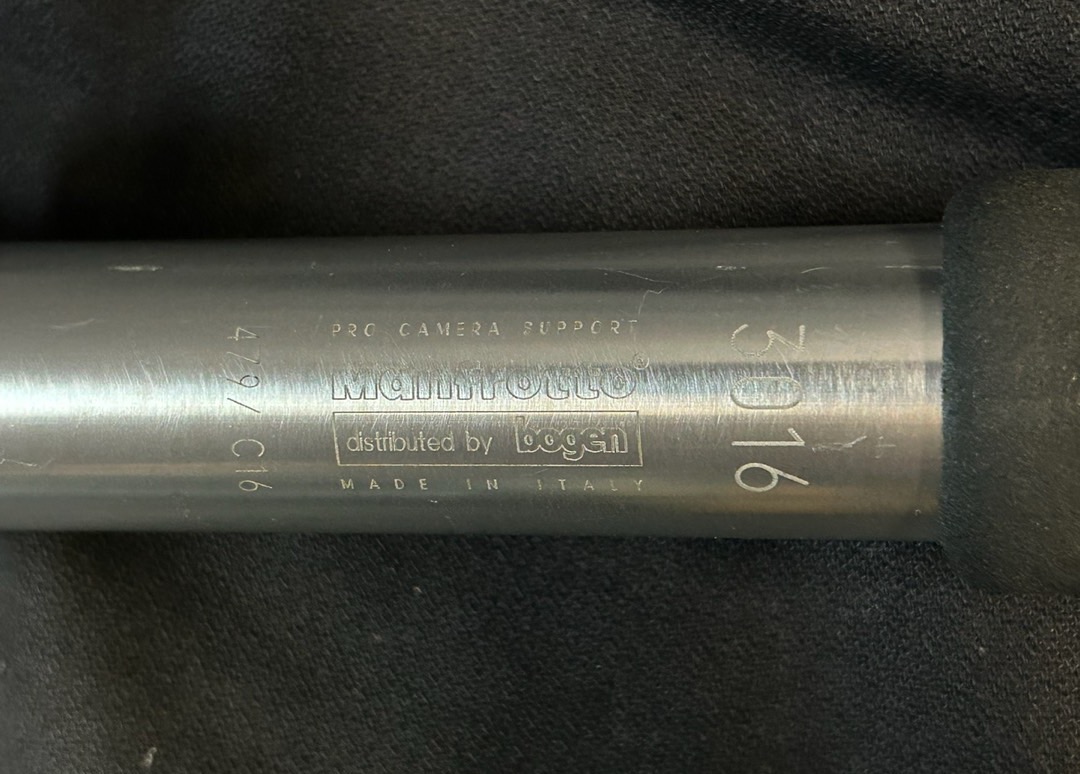 PRO CAMERA SUPPORT
Manfrotto®
distributed by bogen
MADE IN ITALY
3016
479/C16